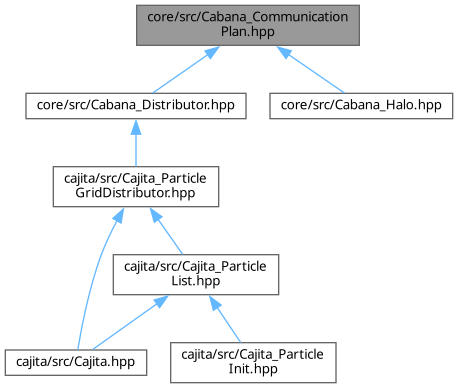 core/src/Cabana_Communication
Plan.hpp
core/src/Cabana_Distributor.hpp
core/src/Cabana_Halo.hpp
cajita/src/Cajita_Particle
GridDistributor.hpp
cajita/src/Cajita_Particle
List.hpp
cajita/src/Cajita.hpp
cajita/src/Cajita_Particle
Init.hpp